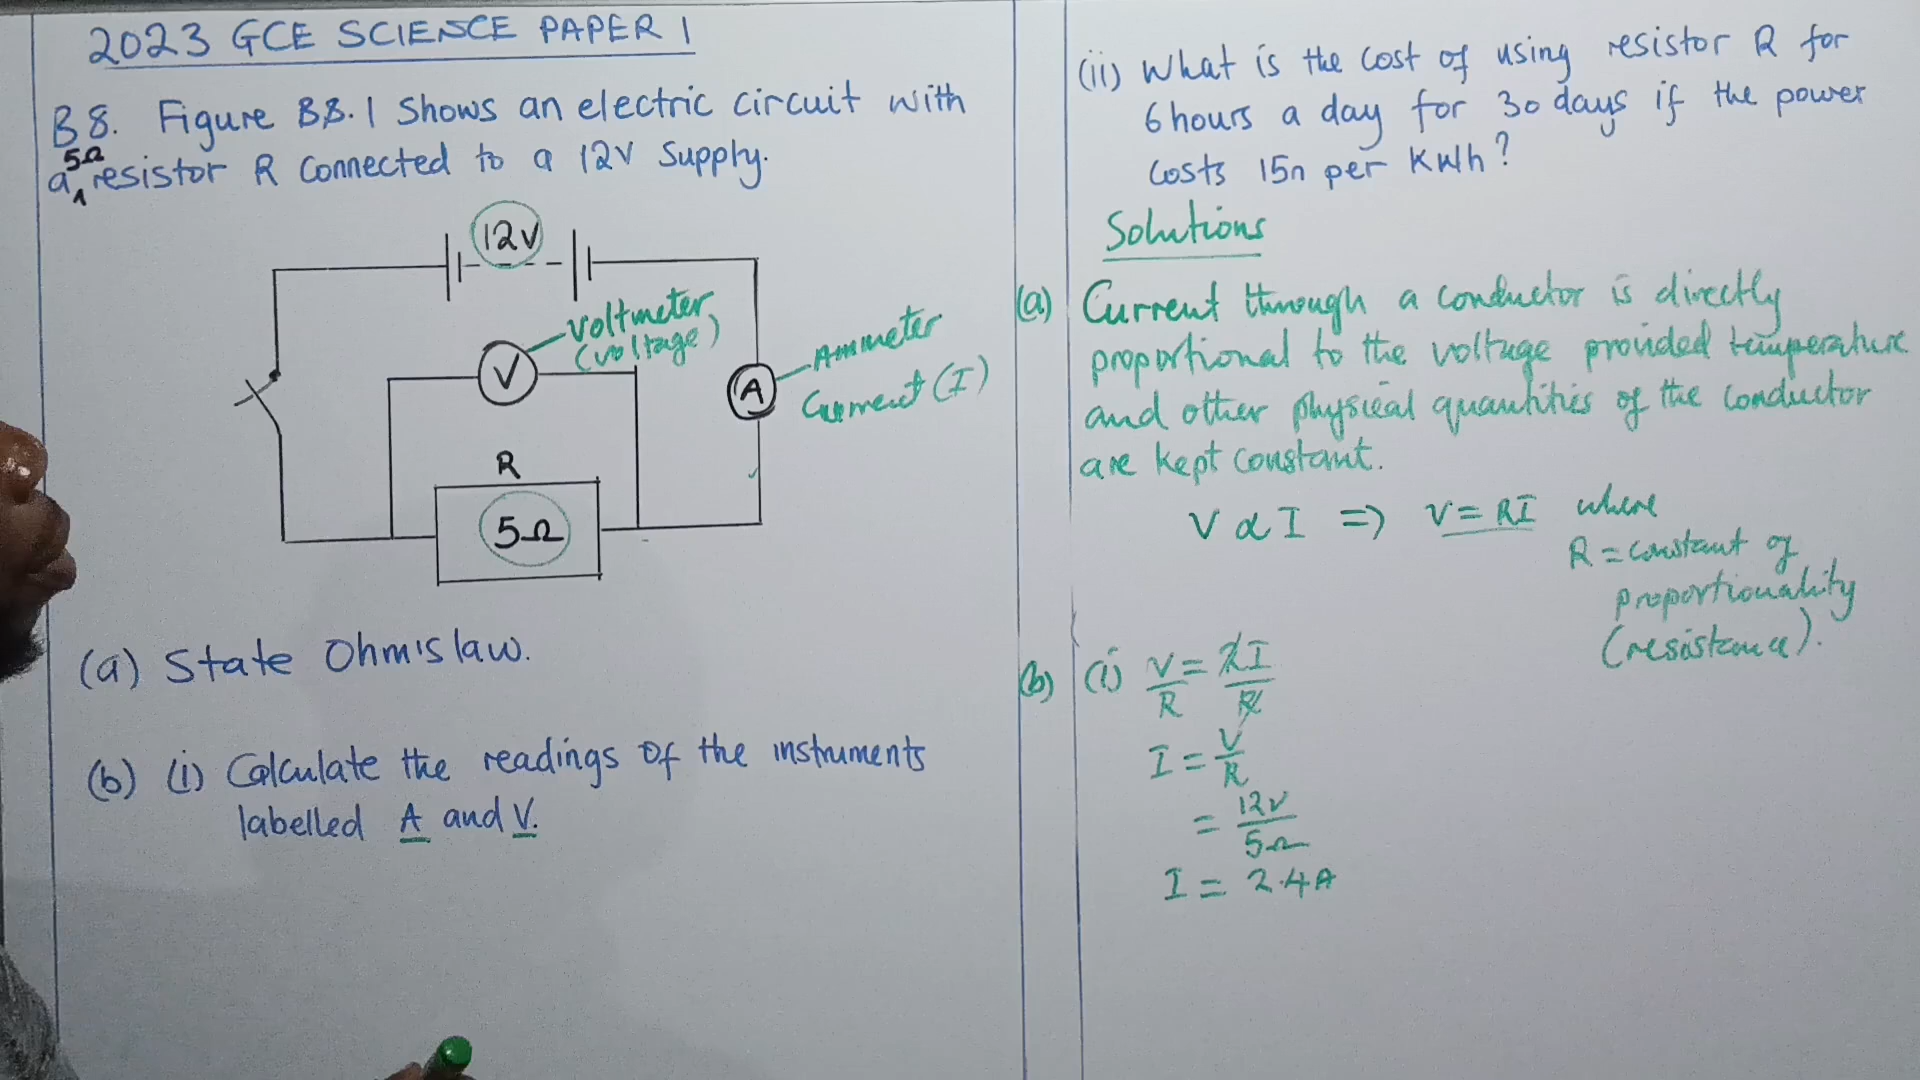 2023 GCE SCIENCE PAPER 1
B8. Figure B8.1 Shows an electric circuit with
5Ω
a resistor R connected to a 12V supply.
12V
Voltmeter
(voltage)
V
Ammeter
Current (I)
A
R
5Ω
(a) State Ohm's law.
(b) (i) Calculate the readings of the instruments
labelled A and V.
(ii) What is the cost of using resistor R for
6 hours a day for 30 days if the power
costs 15n per KWh?
Solutions
(a) Current through a conductor is directly
proportional to the voltage provided temperature
and other physical quantities of the conductor
are kept constant.
V ∝ I => V = RI where
R = constant of
proportionality
(resistance).
(b) (i) V = RI
R R
I = V
R
= 12V
5Ω
I = 2.4A